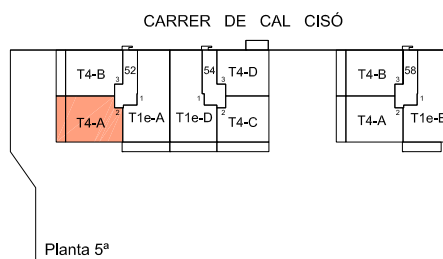 CARRER DE CAL CISÓ
T4-B 52 54 T4-D T4-B 58
3 3 3
1 1 1
2 2 2
T4-A T1e-A T1e-D T4-C T4-A T1e-B
Planta 5ª